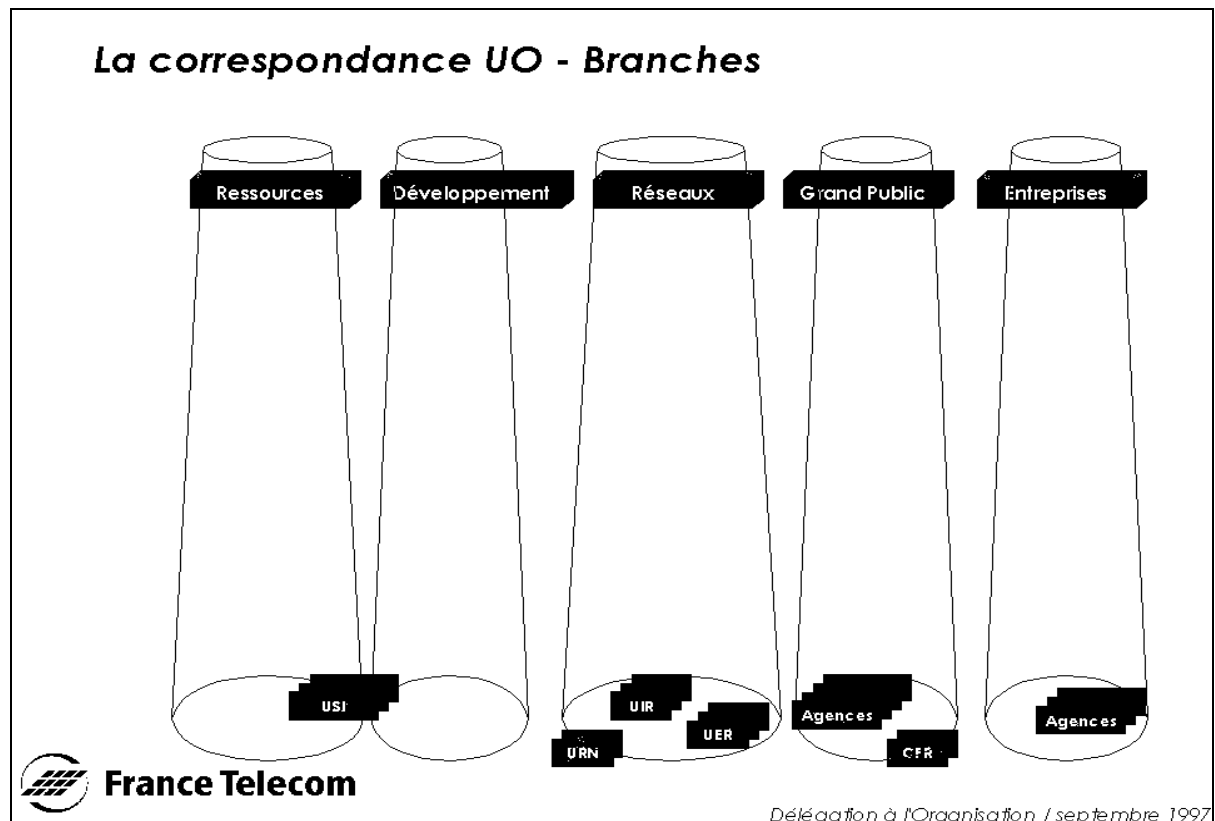 La correspondance UO - Branches
Ressources
Développement
Réseaux
Grand Public
Entreprises
USI
UIR
UER
URN
Agences
CFR
Agences
France Telecom
Délégation à l'Organisation / septembre 1997